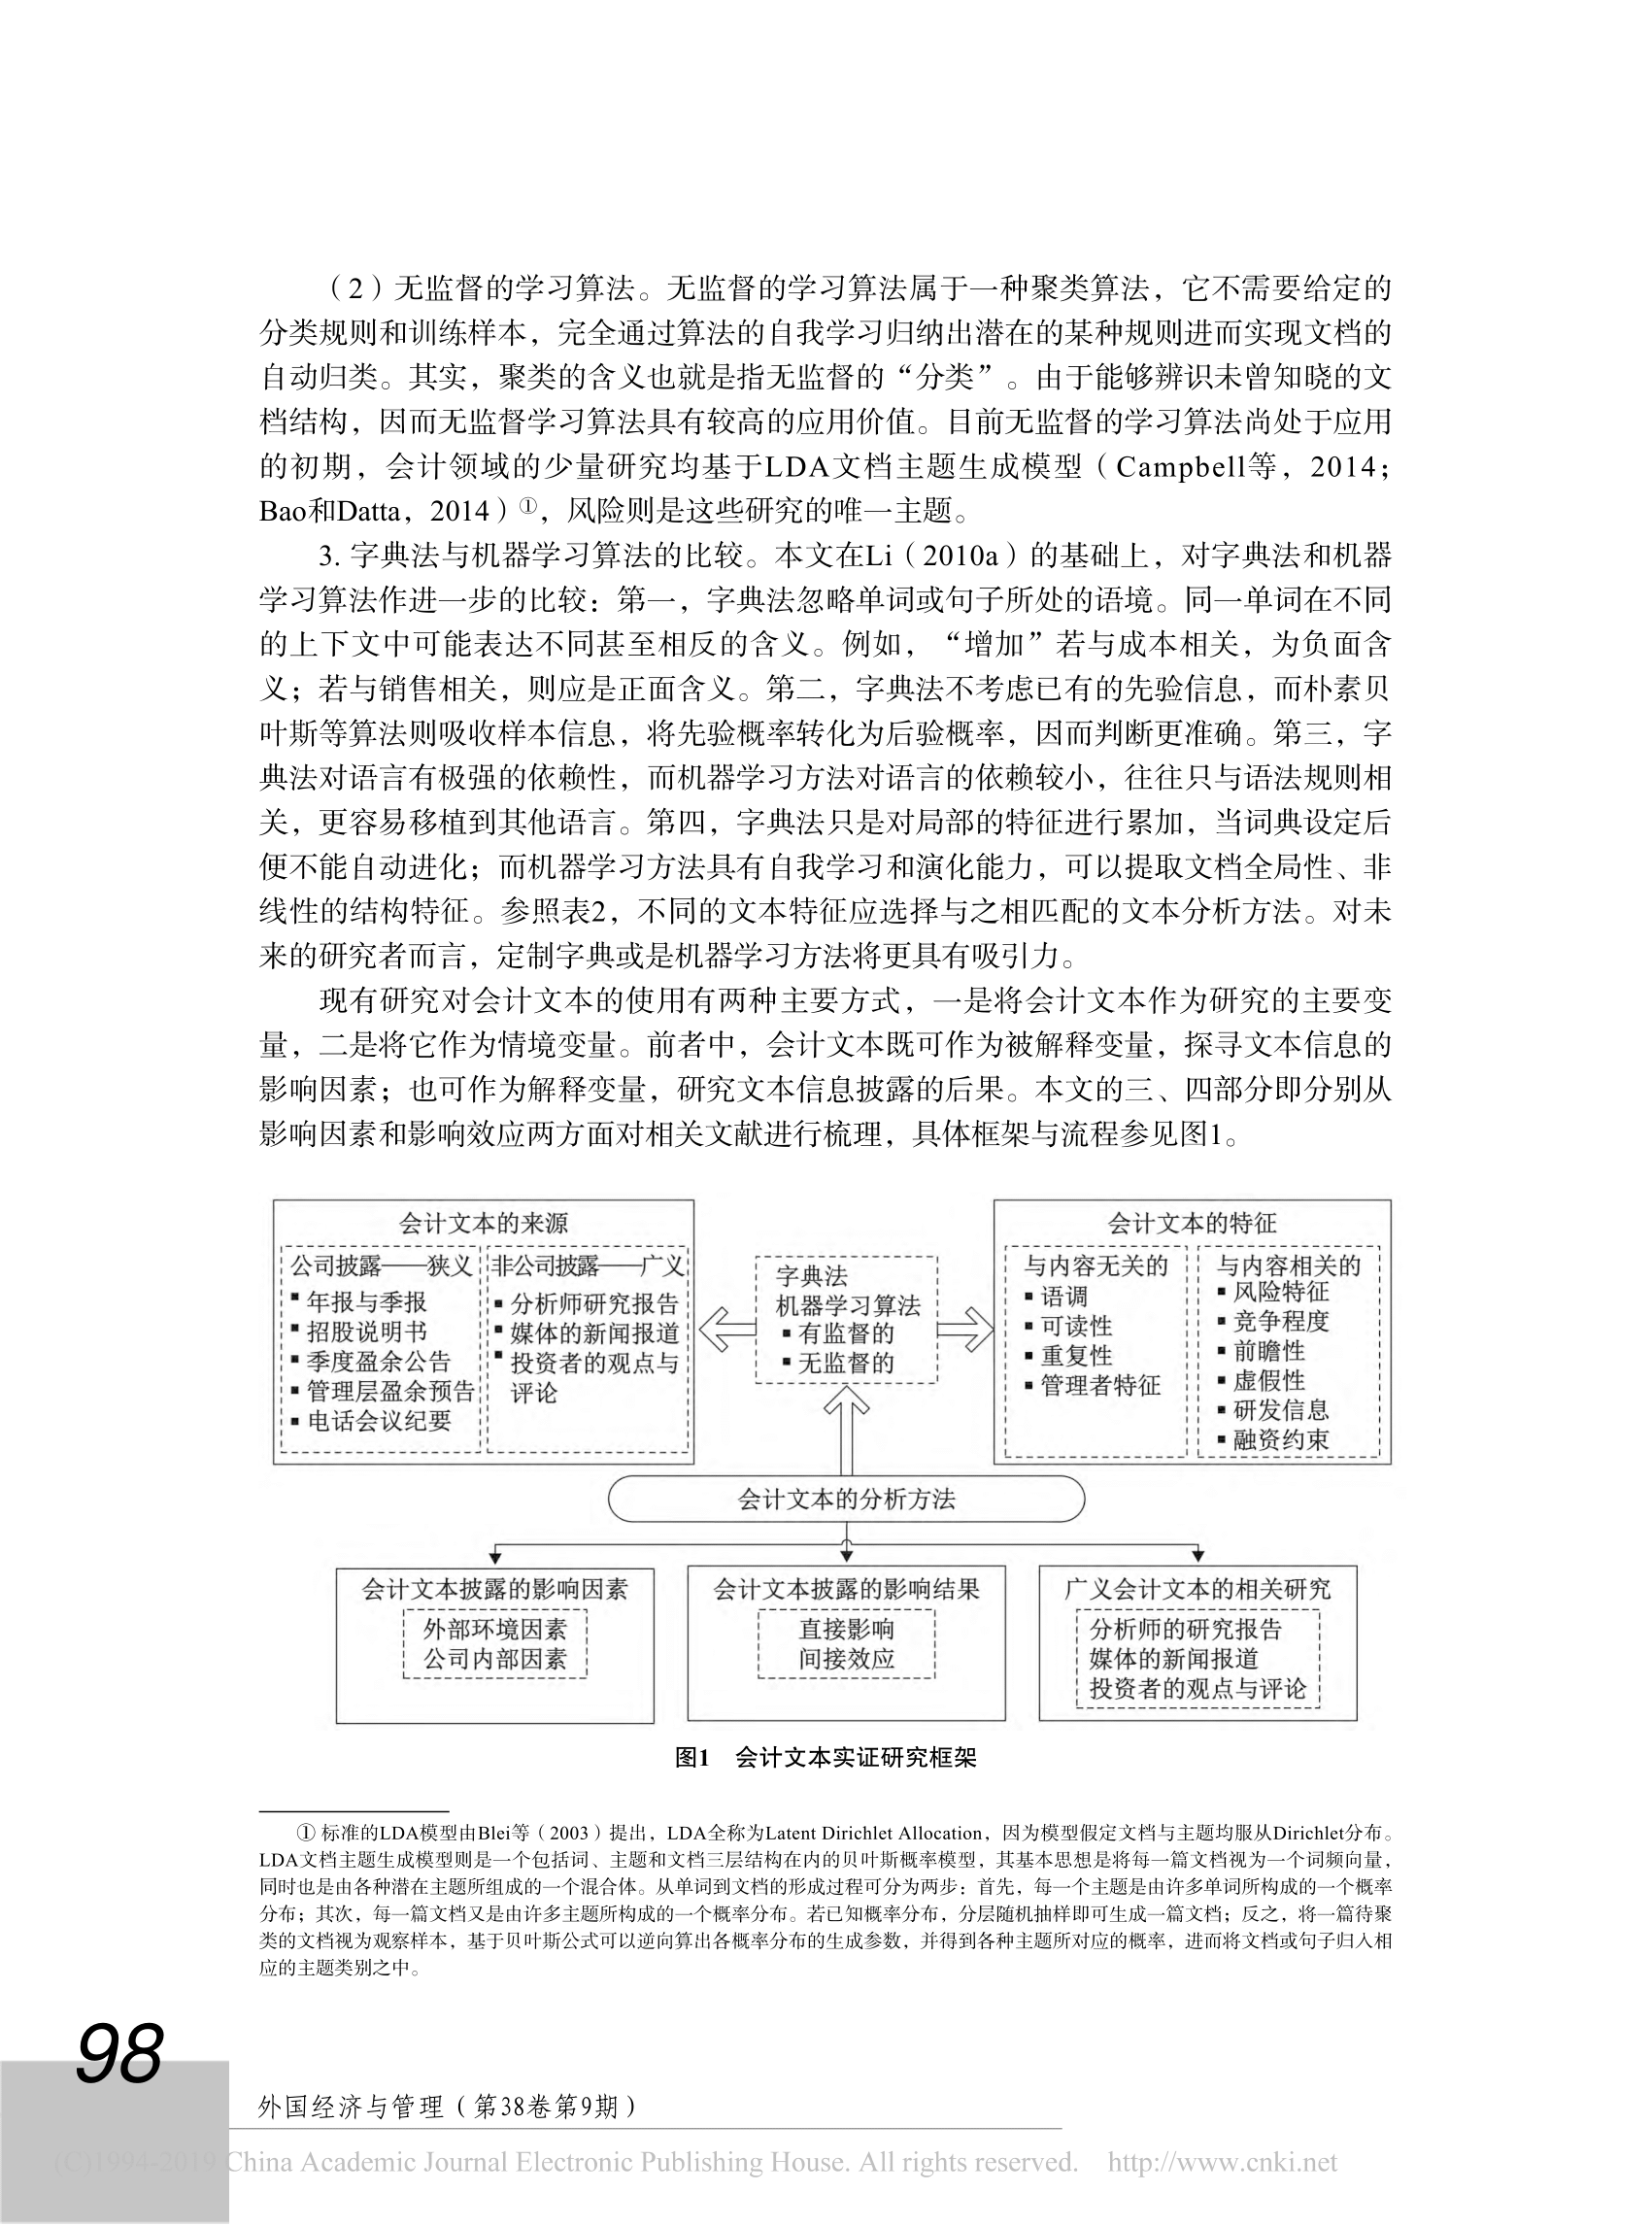 （2）无监督的学习算法。无监督的学习算法属于一种聚类算法，它不需要给定的
分类规则和训练样本，完全通过算法的自我学习归纳出潜在的某种规则进而实现文档的
自动归类。其实，聚类的含义也就是指无监督的“分类”。由于能够辨识未曾知晓的文
档结构，因而无监督学习算法具有较高的应用价值。目前无监督的学习算法尚处于应用
的初期，会计领域的少量研究均基于LDA文档主题生成模型（Campbell等，2014；
Bao和Datta，2014）①，风险则是这些研究的唯一主题。
3. 字典法与机器学习算法的比较。本文在Li（2010a）的基础上，对字典法和机器
学习算法作进一步的比较：第一，字典法忽略单词或句子所处的语境。同一单词在不同
的上下文中可能表达不同甚至相反的含义。例如，“增加”若与成本相关，为负面含
义；若与销售相关，则应是正面含义。第二，字典法不考虑已有的先验信息，而朴素贝
叶斯等算法则吸收样本信息，将先验概率转化为后验概率，因而判断更准确。第三，字
典法对语言有极强的依赖性，而机器学习方法对语言的依赖较小，往往只与语法规则相
关，更容易移植到其他语言。第四，字典法只是对局部的特征进行累加，当词典设定后
便不能自动进化；而机器学习方法具有自我学习和演化能力，可以提取文档全局性、非
线性的结构特征。参照表2，不同的文本特征应选择与之相匹配的文本分析方法。对未
来的研究者而言，定制字典或是机器学习方法将更具有吸引力。
现有研究对会计文本的使用有两种主要方式，一是将会计文本作为研究的主要变
量，二是将它作为情境变量。前者中，会计文本既可作为被解释变量，探寻文本信息的
影响因素；也可作为解释变量，研究文本信息披露的后果。本文的三、四部分即分别从
影响因素和影响效应两方面对相关文献进行梳理，具体框架与流程参见图1。
会计文本的来源
公司披露——狭义
▪ 年报与季报
▪ 招股说明书
▪ 季度盈余公告
▪ 管理层盈余预告
▪ 电话会议纪要
非公司披露——广义
▪ 分析师研究报告
▪ 媒体的新闻报道
▪ 投资者的观点与
评论
字典法
机器学习算法
▪ 有监督的
▪ 无监督的
会计文本的特征
与内容无关的
▪ 语调
▪ 可读性
▪ 重复性
▪ 管理者特征
与内容相关的
▪ 风险特征
▪ 竞争程度
▪ 前瞻性
▪ 虚假性
▪ 研发信息
▪ 融资约束
会计文本的分析方法
会计文本披露的影响因素
外部环境因素
公司内部因素
会计文本披露的影响结果
直接影响
间接效应
广义会计文本的相关研究
分析师的研究报告
媒体的新闻报道
投资者的观点与评论
图1 会计文本实证研究框架
① 标准的LDA模型由Blei等（2003）提出，LDA全称为Latent Dirichlet Allocation，因为模型假定文档与主题均服从Dirichlet分布。
LDA文档主题生成模型则是一个包括词、主题和文档三层结构在内的贝叶斯概率模型，其基本思想是将每一篇文档视为一个词频向量，
同时也是由各种潜在主题所组成的一个混合体。从单词到文档的形成过程可分为两步：首先，每一个主题是由许多单词所构成的一个概率
分布；其次，每一篇文档又是由许多主题所构成的一个概率分布。若已知概率分布，分层随机抽样即可生成一篇文档；反之，将一篇待聚
类的文档视为观察样本，基于贝叶斯公式可以逆向算出各概率分布的生成参数，并得到各种主题所对应的概率，进而将文档或句子归入相
应的主题类别之中。
98
外国经济与管理（第38卷第9期）
(C)1994-2019 China Academic Journal Electronic Publishing House. All rights reserved. http://www.cnki.net